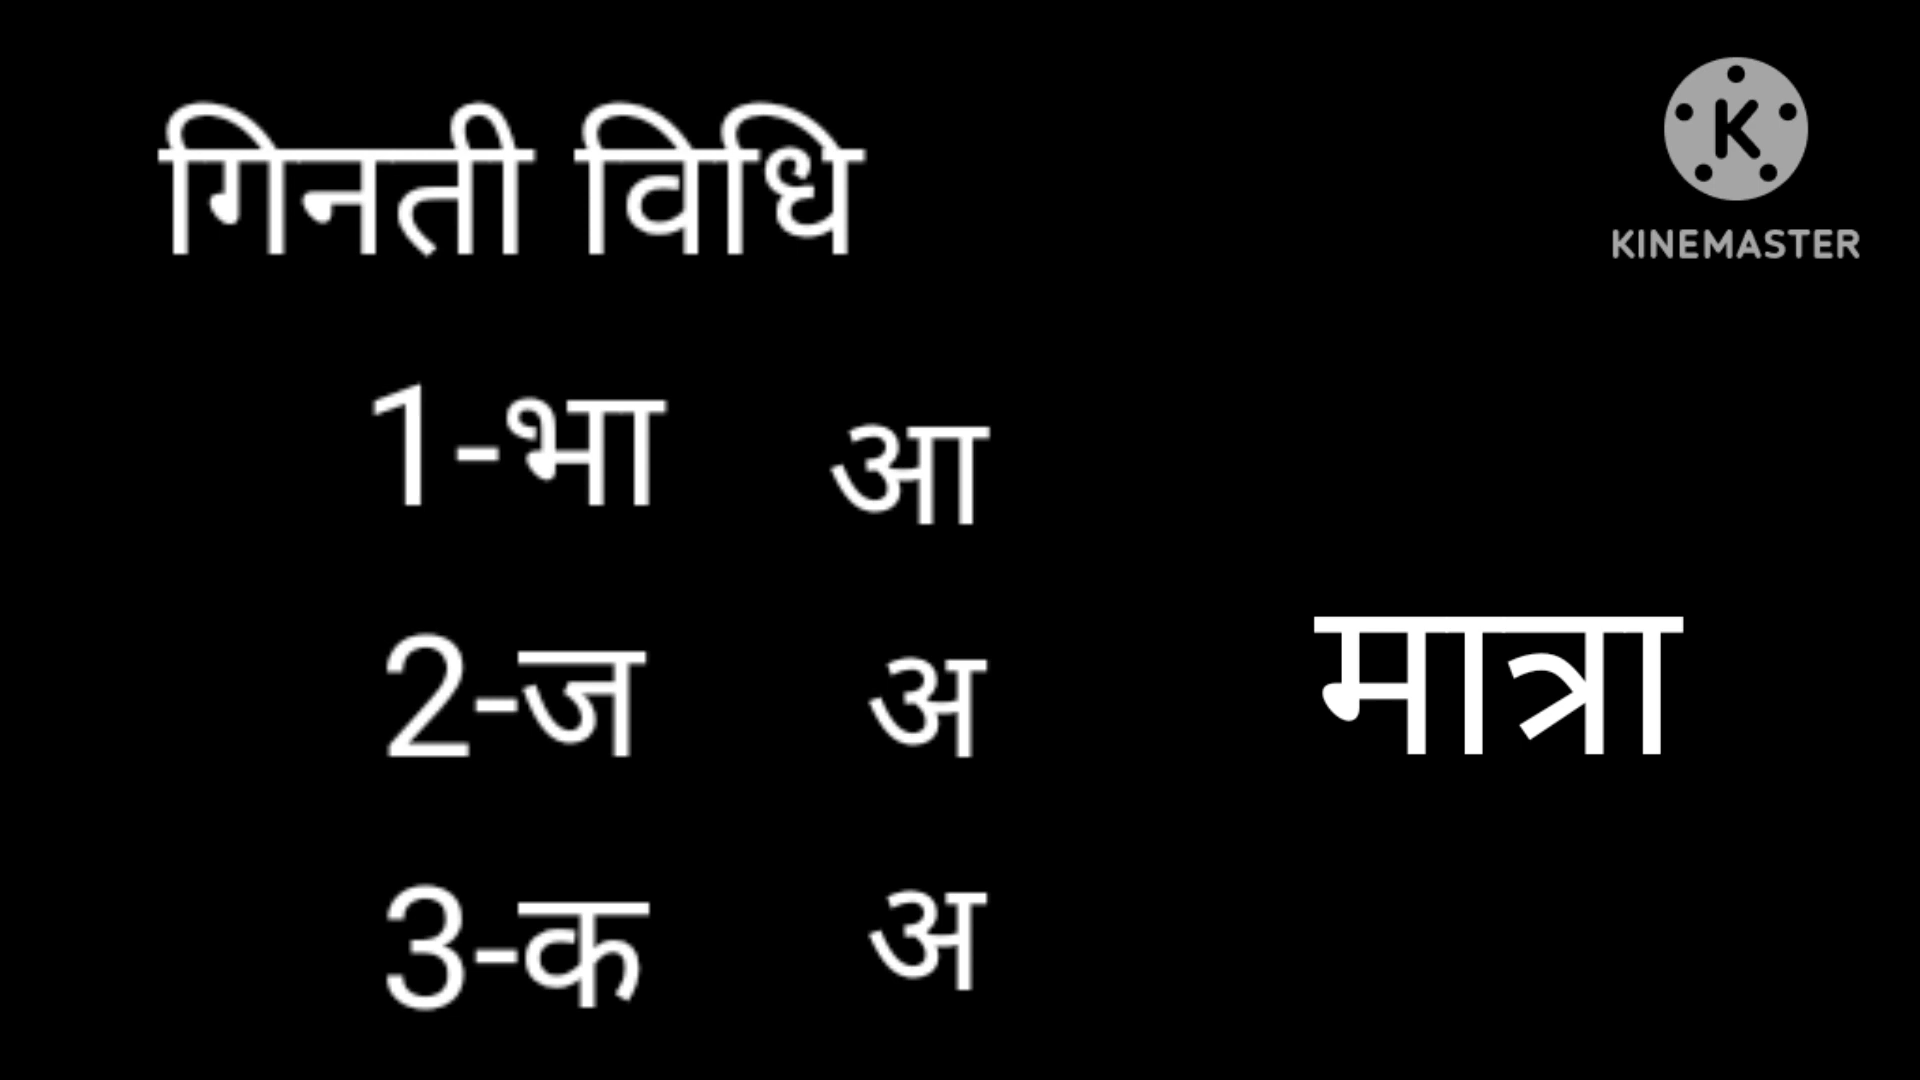 गिनती विधि
K
KINEMASTER
1-भा आ
2-ज अ
मात्रा
3-क अ